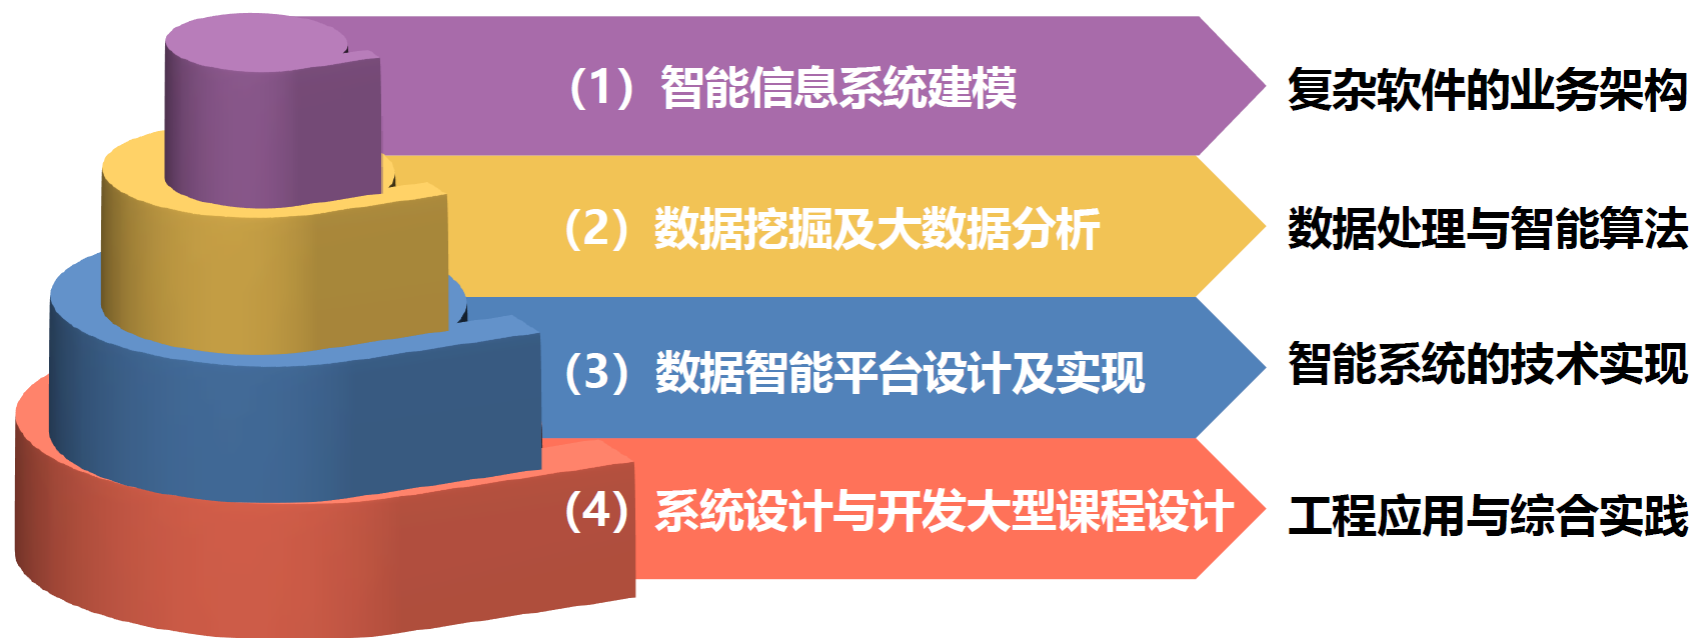 （1）智能信息系统建模
复杂软件的业务架构
（2）数据挖掘及大数据分析
数据处理与智能算法
（3）数据智能平台设计及实现
智能系统的技术实现
（4）系统设计与开发大型课程设计
工程应用与综合实践